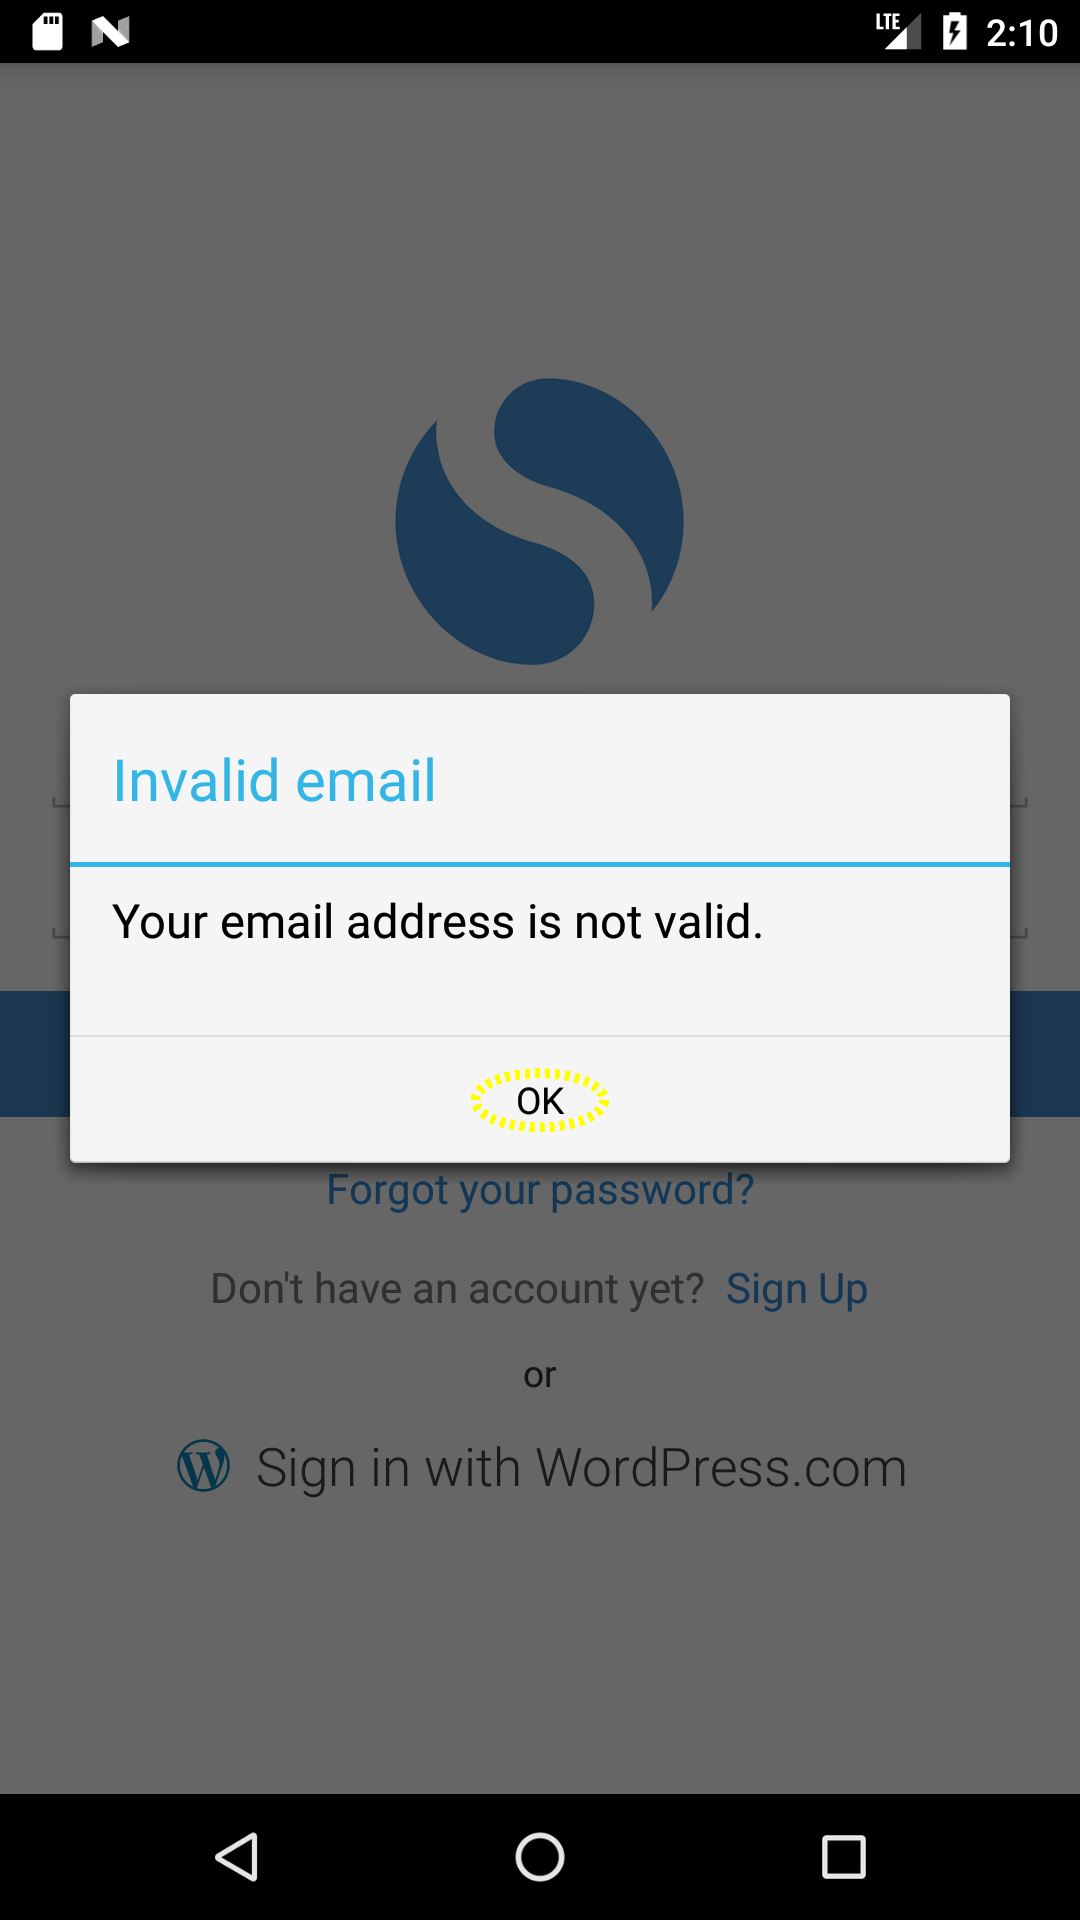 LTE 2:10
Invalid email
Your email address is not valid.
OK
Forgot your password?
Don't have an account yet? Sign Up
or
Sign in with WordPress.com